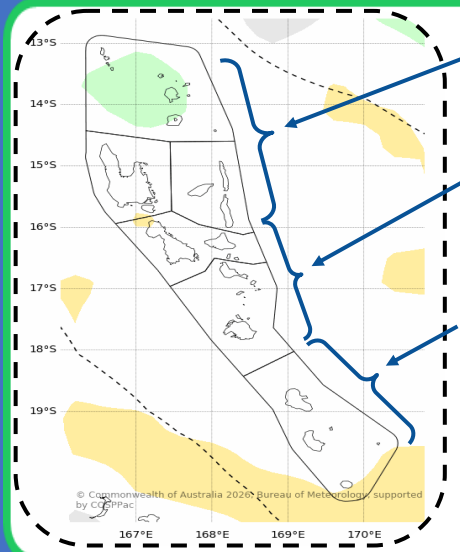 13°S
14°S
15°S
16°S
17°S
18°S
19°S
© Commonwealth of Australia 2026, Bureau of Meteorology, supported
by COSPPac
167°E
168°E
169°E
170°E